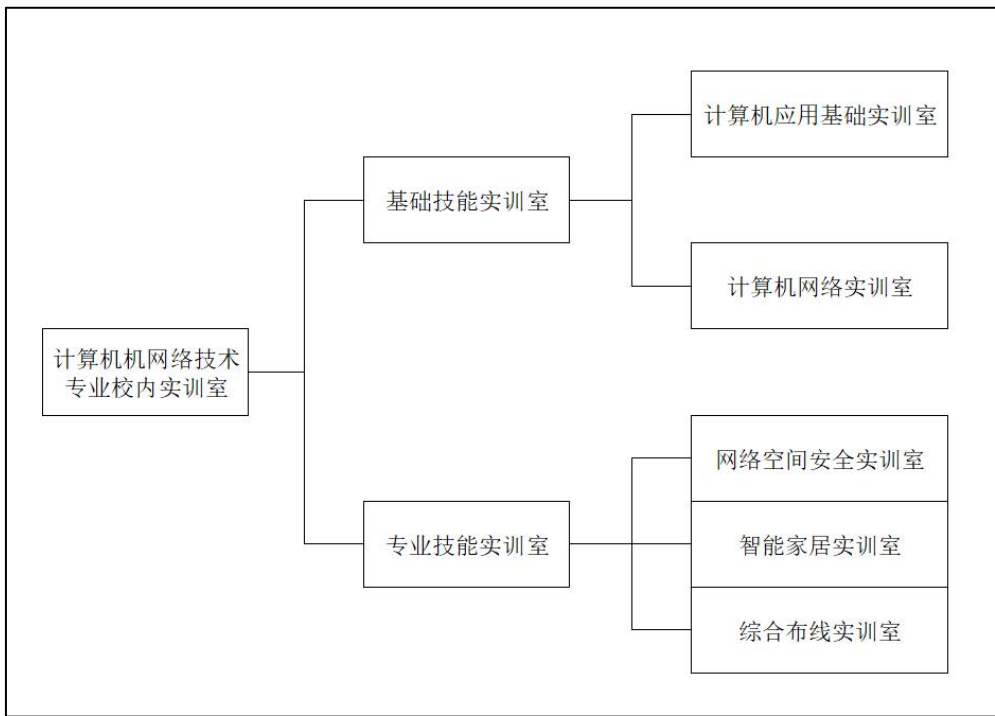 计算机应用基础实训室
基础技能实训室
计算机网络实训室
计算机机网络技术
专业校内实训室
网络空间安全实训室
专业技能实训室
智能家居实训室
综合布线实训室